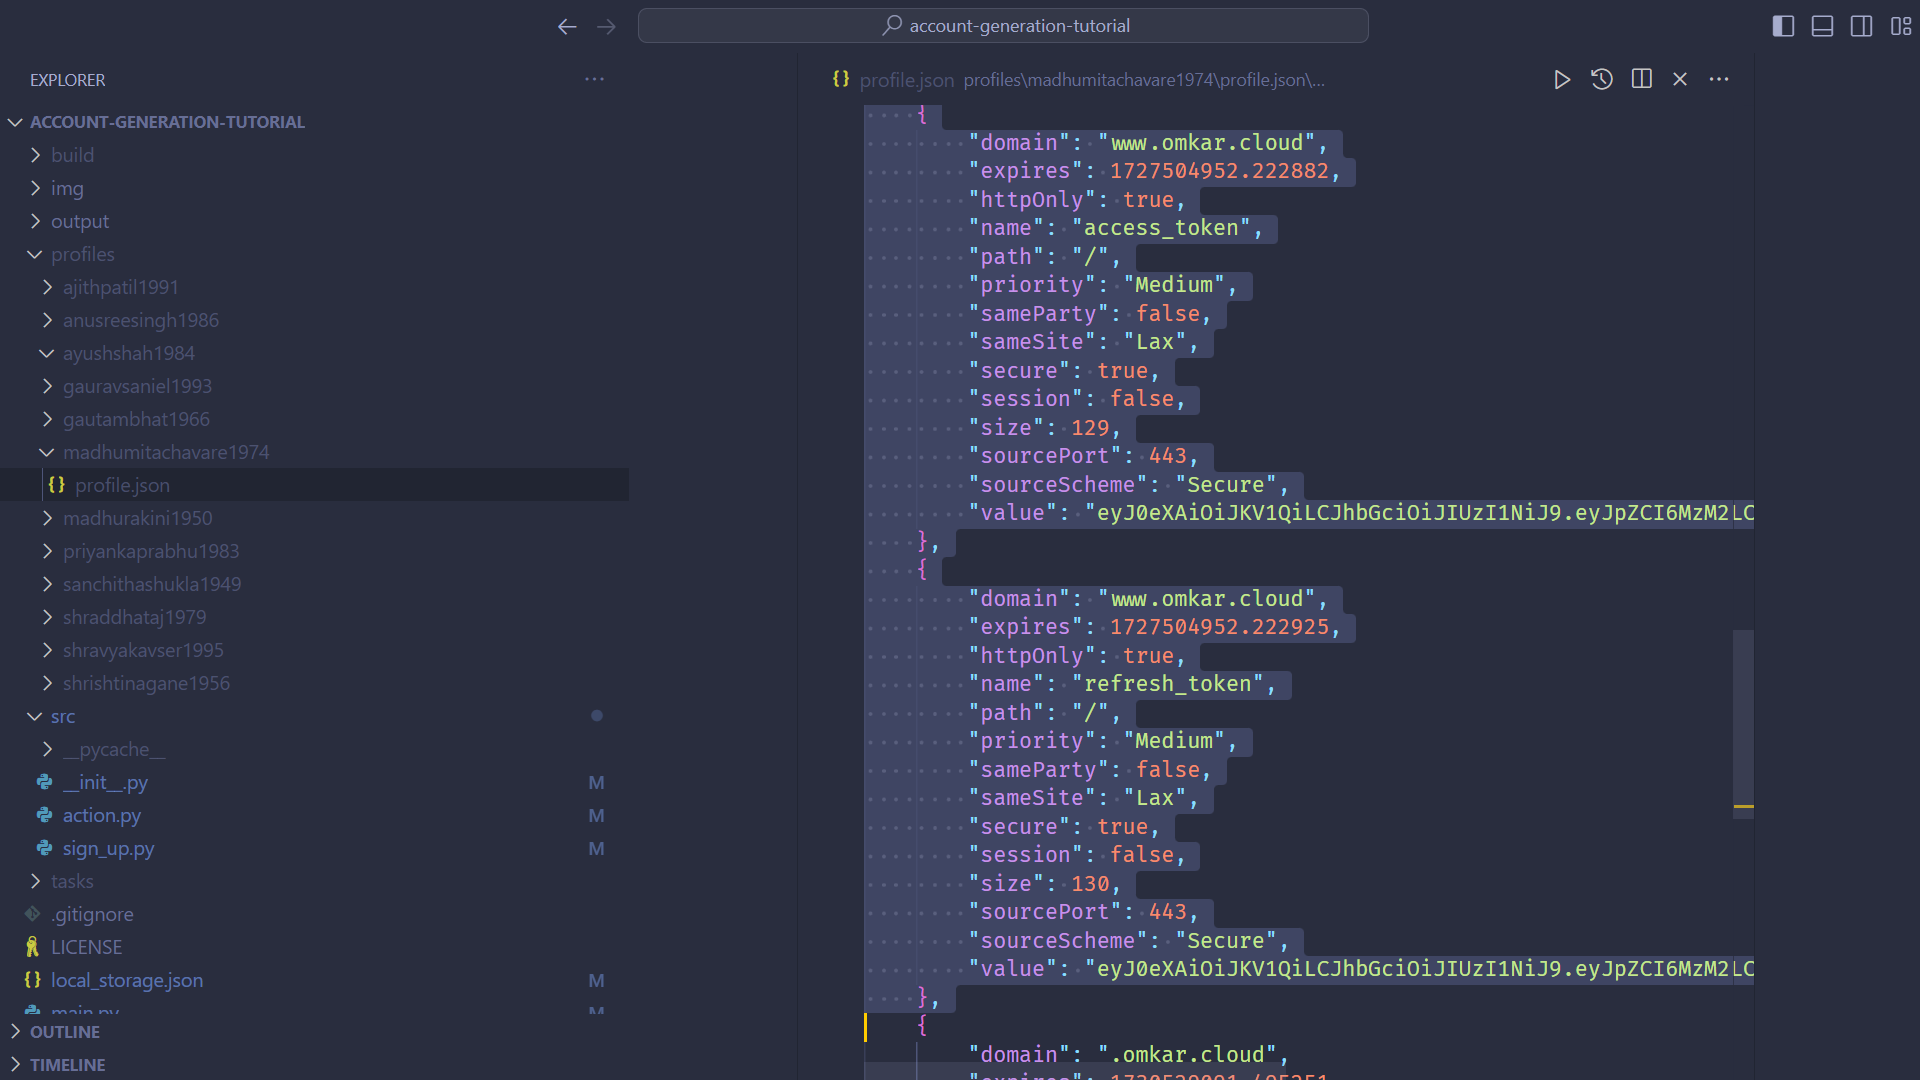 account-generation-tutorial
EXPLORER
ACCOUNT-GENERATION-TUTORIAL
build
img
output
profiles
ajithpatil1991
anusreesingh1986
ayushshah1984
gauravsaniel1993
gautambhat1966
madhumitachavare1974
{} profile.json
madhurakini1950
priyankaprabhu1983
sanchithashukla1949
shraddhataj1979
shravyakavser1995
shrishtinagane1956
src
__pycache__
__init__.py M
action.py M
sign_up.py M
tasks
.gitignore
LICENSE
{} local_storage.json M
main.py M
OUTLINE
TIMELINE
{} profile.json profiles\madhumitachavare1974\profile.json\...
{
"domain": "www.omkar.cloud",
"expires": 1727504952.222882,
"httpOnly": true,
"name": "access_token",
"path": "/",
"priority": "Medium",
"sameParty": false,
"sameSite": "Lax",
"secure": true,
"session": false,
"size": 129,
"sourcePort": 443,
"sourceScheme": "Secure",
"value": "eyJ0eXAiOiJKV1QiLCJhbGciOiJIUzI1NiJ9.eyJpZCI6MzM2LC
},
{
"domain": "www.omkar.cloud",
"expires": 1727504952.222925,
"httpOnly": true,
"name": "refresh_token",
"path": "/",
"priority": "Medium",
"sameParty": false,
"sameSite": "Lax",
"secure": true,
"session": false,
"size": 130,
"sourcePort": 443,
"sourceScheme": "Secure",
"value": "eyJ0eXAiOiJKV1QiLCJhbGciOiJIUzI1NiJ9.eyJpZCI6MzM2LC
},
{
"domain": ".omkar.cloud",
"expires":